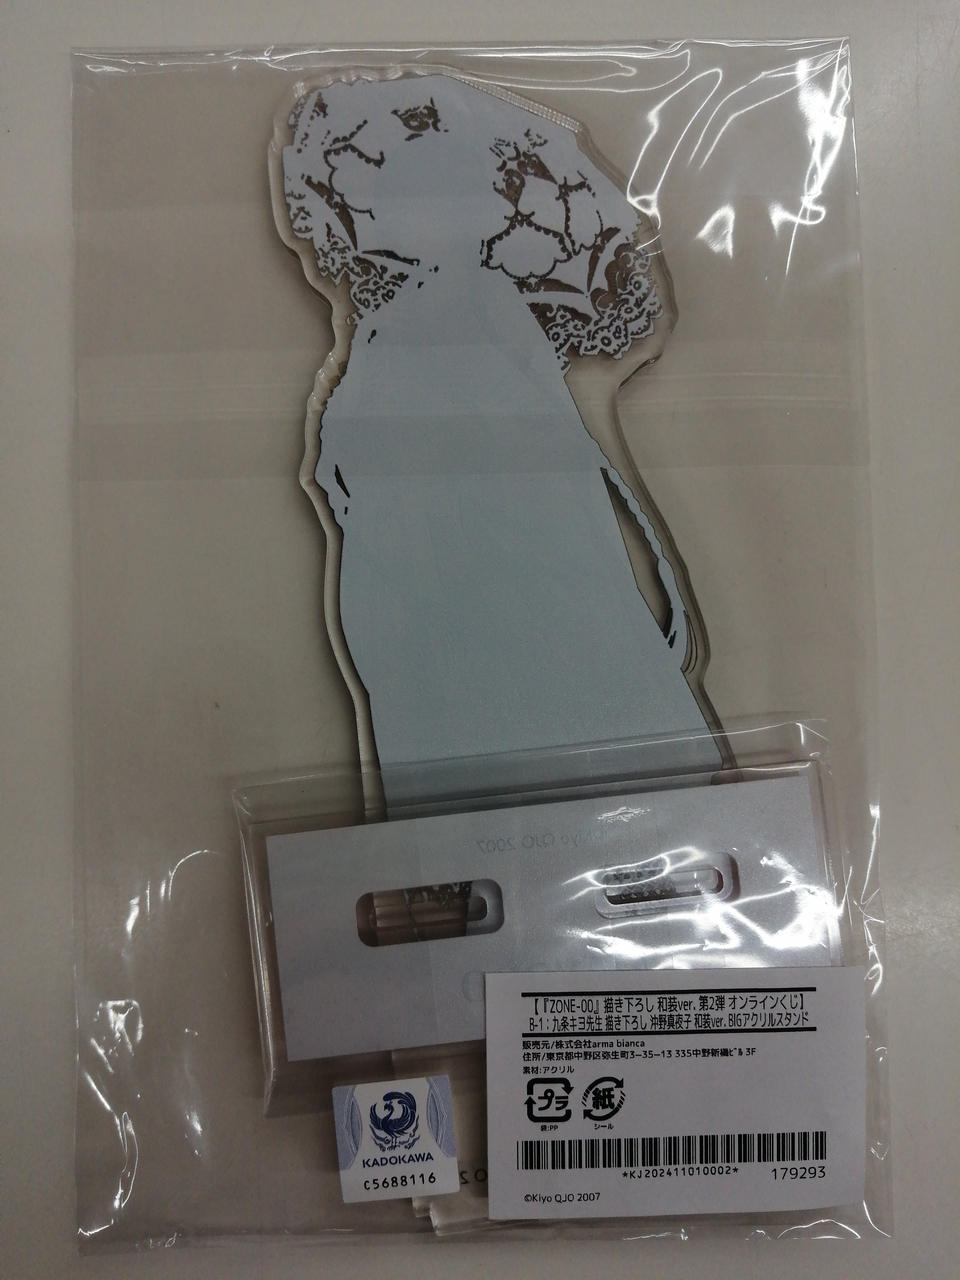 Kiyo QJO 2007
【『ZONE-00』描き下ろし 和装ver. 第2弾 オンラインくじ】
B-1：九条キヨ先生 描き下ろし 沖野真夜子 和装ver. BIGアクリルスタンド
販売元/株式会社arma bianca
住所/東京都中野区弥生町3-35-13 335中野新橋ﾋﾞﾙ 3F
素材:アクリル
プラ 紙
袋:PP シール
*KJ202411010002*
179293
©Kiyo QJO 2007
KADOKAWA
C5688116